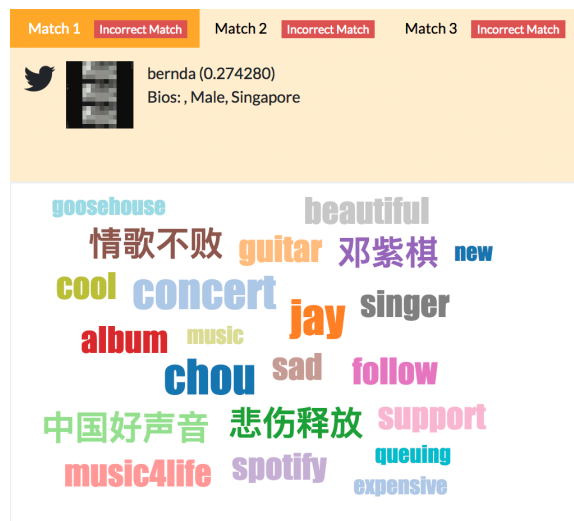 Match 1 Incorrect Match Match 2 Incorrect Match Match 3 Incorrect Match
bernda (0.274280)
Bios: , Male, Singapore
goosehouse beautiful
情歌不败 guitar 邓紫棋 new
cool concert jay singer
album music
chou sad follow
中国好声音 悲伤释放 support
music4life spotify queuing
expensive